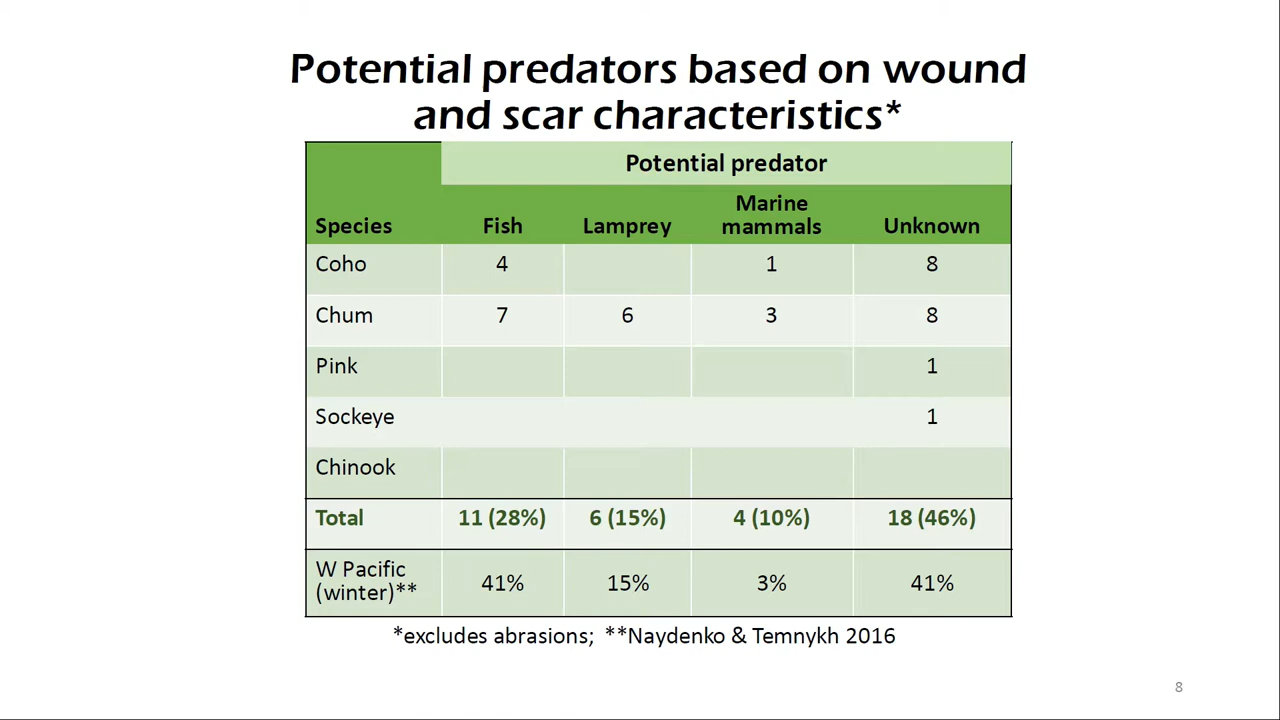 Potential predators based on wound
and scar characteristics*
Potential predator
Species Fish Lamprey Marine mammals Unknown
Coho 4 1 8
Chum 7 6 3 8
Pink 1
Sockeye 1
Chinook
Total 11 (28%) 6 (15%) 4 (10%) 18 (46%)
W Pacific (winter)** 41% 15% 3% 41%
*excludes abrasions; **Naydenko & Temnykh 2016
8